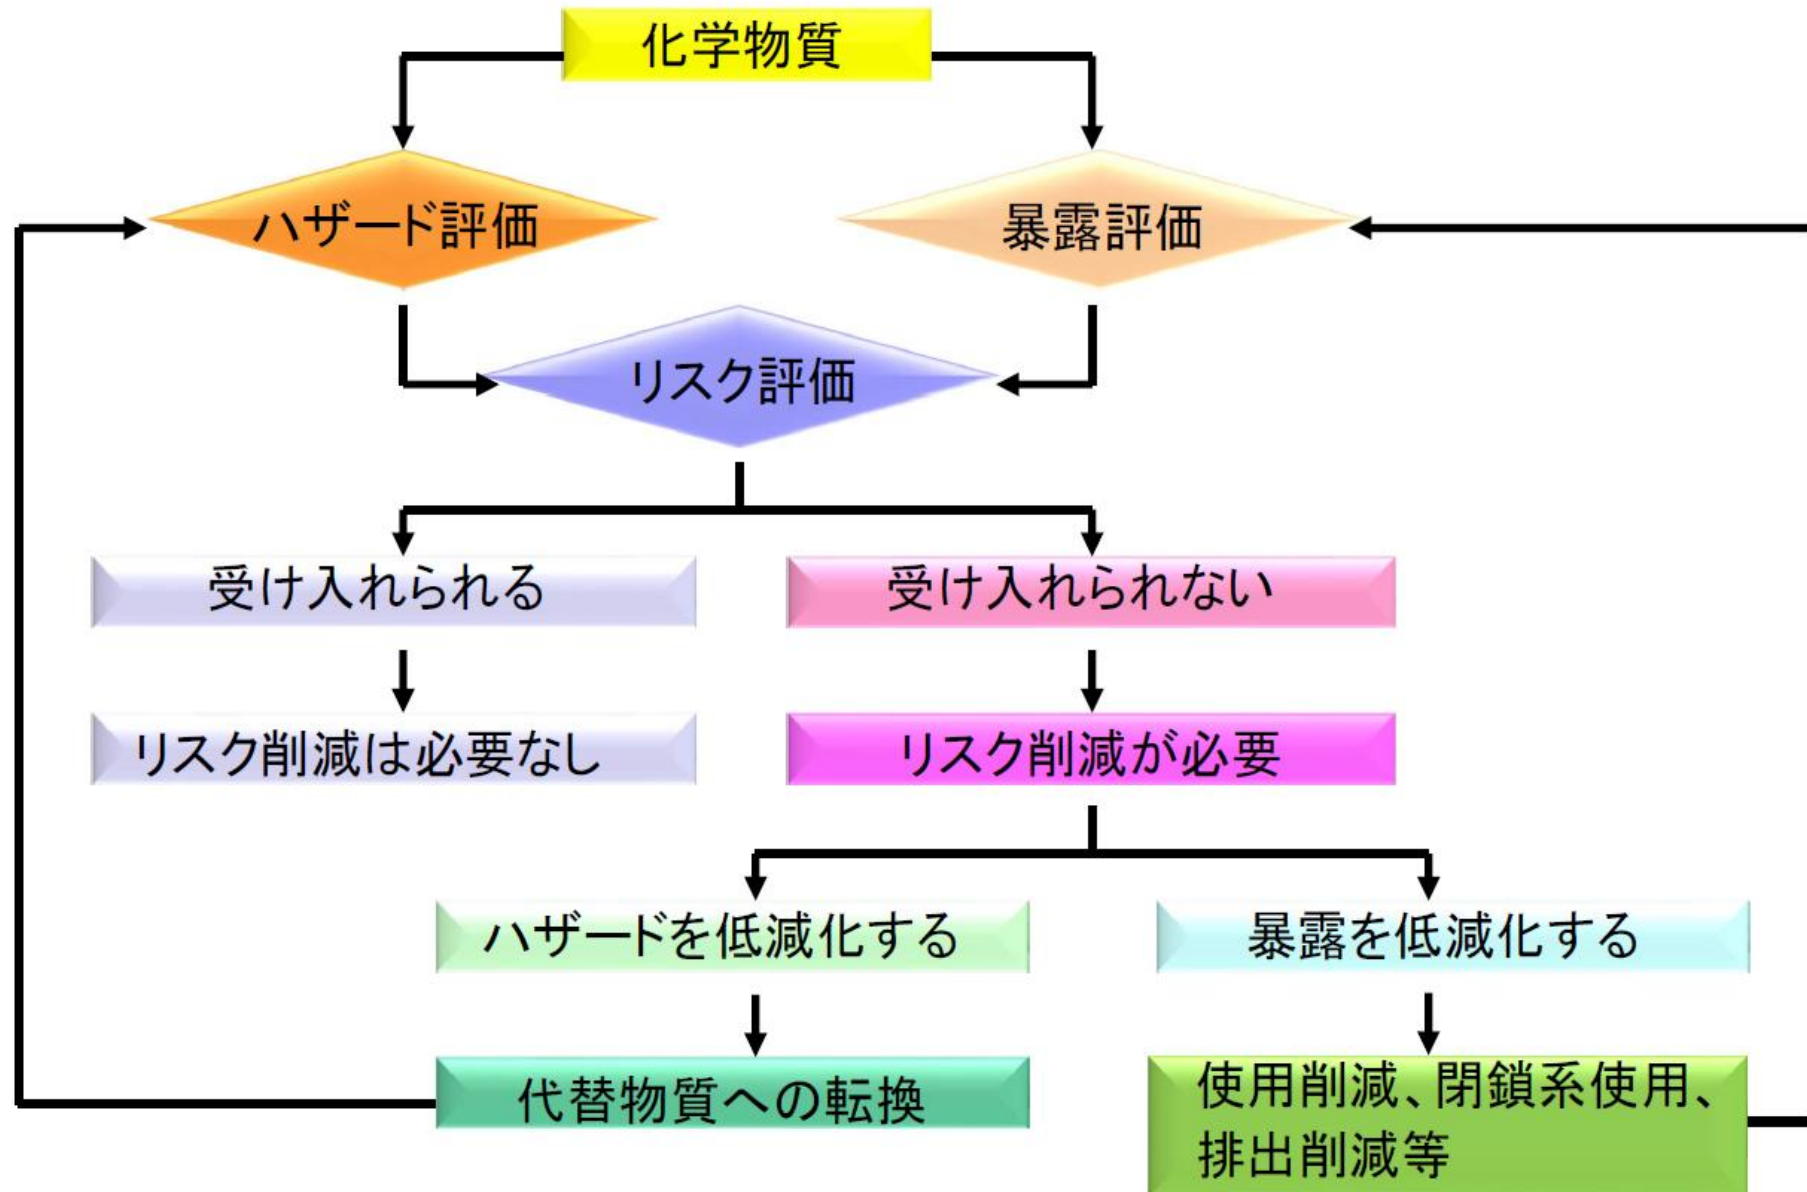 化学物質
ハザード評価
暴露評価
リスク評価
受け入れられる
受け入れられない
リスク削減は必要なし
リスク削減が必要
ハザードを低減化する
暴露を低減化する
代替物質への転換
使用削減、閉鎖系使用、
排出削減等